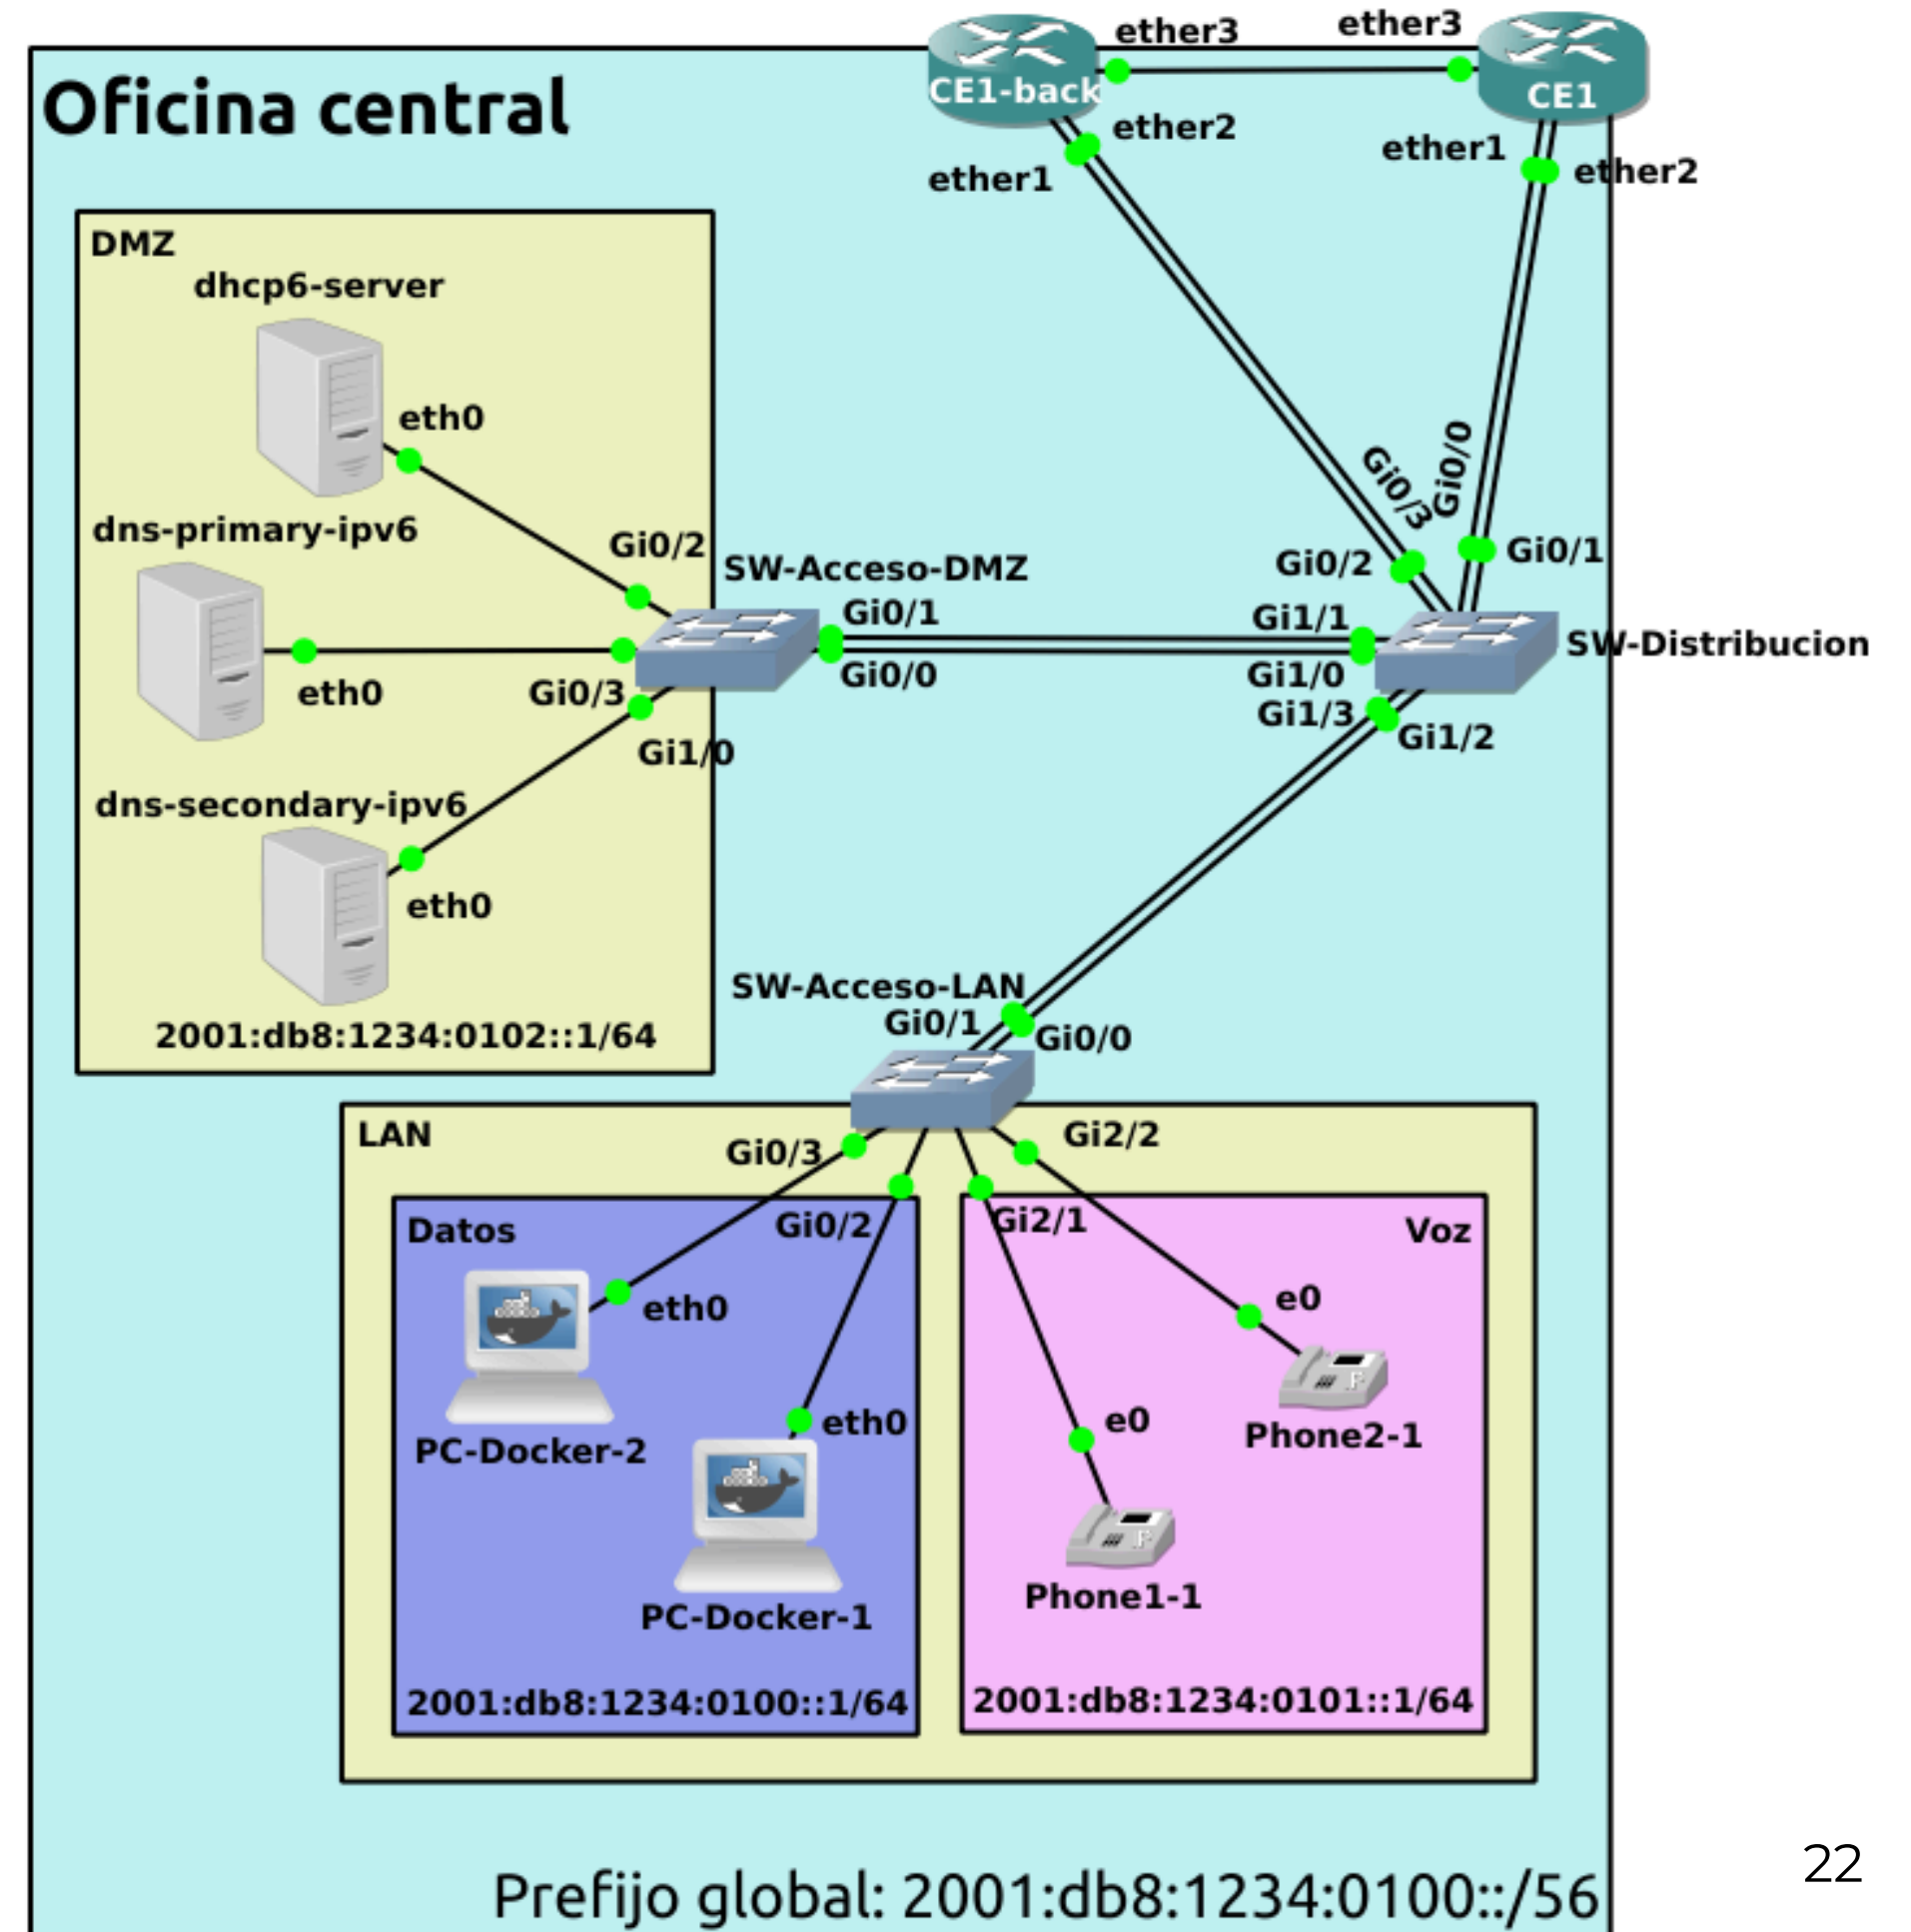 ether3
ether3
CE1-back
CE1
Oficina central
ether2
ether1
ether1
ether2
DMZ
dhcp6-server
eth0
dns-primary-ipv6
Gi0/2
SW-Acceso-DMZ
Gi0/3
Gi0/0
Gi0/2
Gi0/1
Gi0/1
Gi1/1
SW-Distribucion
eth0
Gi0/3
Gi0/0
Gi1/0
Gi1/3
Gi1/2
Gi1/0
dns-secondary-ipv6
eth0
SW-Acceso-LAN
Gi0/1
Gi0/0
2001:db8:1234:0102::1/64
LAN
Gi0/3
Gi2/2
Datos
Gi0/2
Gi2/1
Voz
eth0
e0
PC-Docker-2
eth0
e0
Phone2-1
PC-Docker-1
Phone1-1
2001:db8:1234:0100::1/64
2001:db8:1234:0101::1/64
Prefijo global: 2001:db8:1234:0100::/56
22